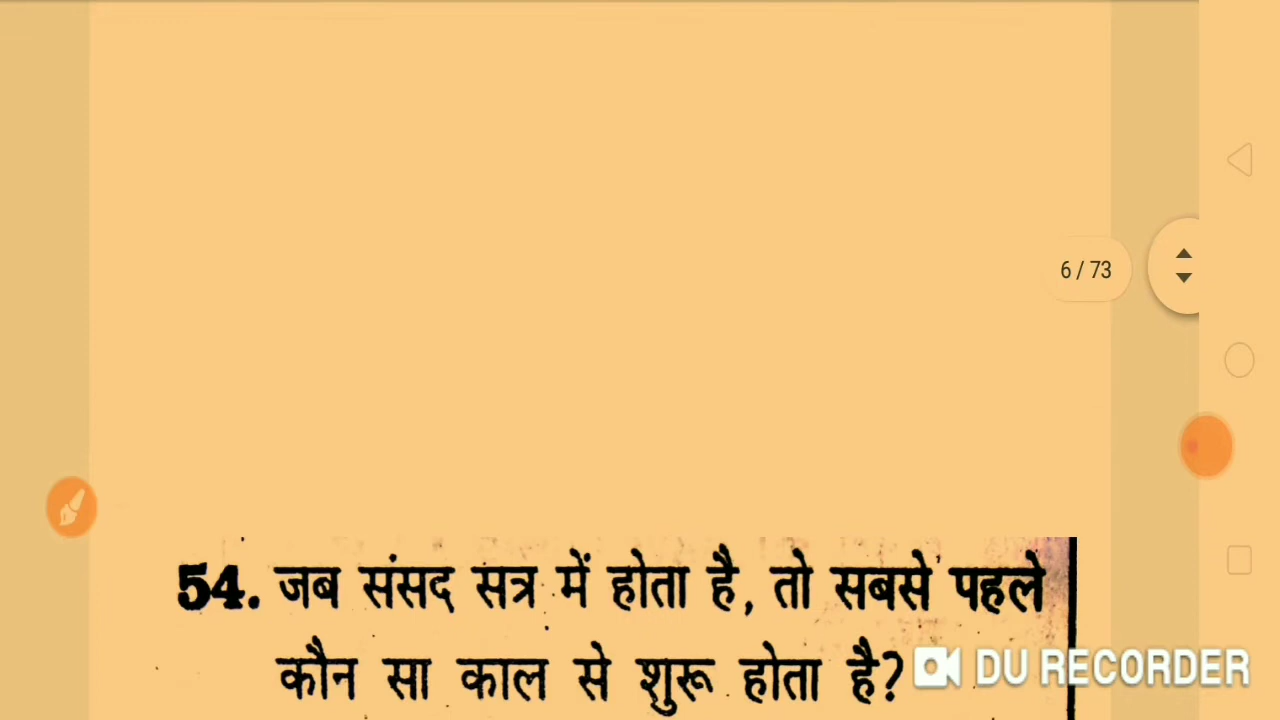 6 / 73
54. जब संसद सत्र में होता है, तो सबसे पहले
कौन सा काल से शुरू होता है?
DU RECORDER